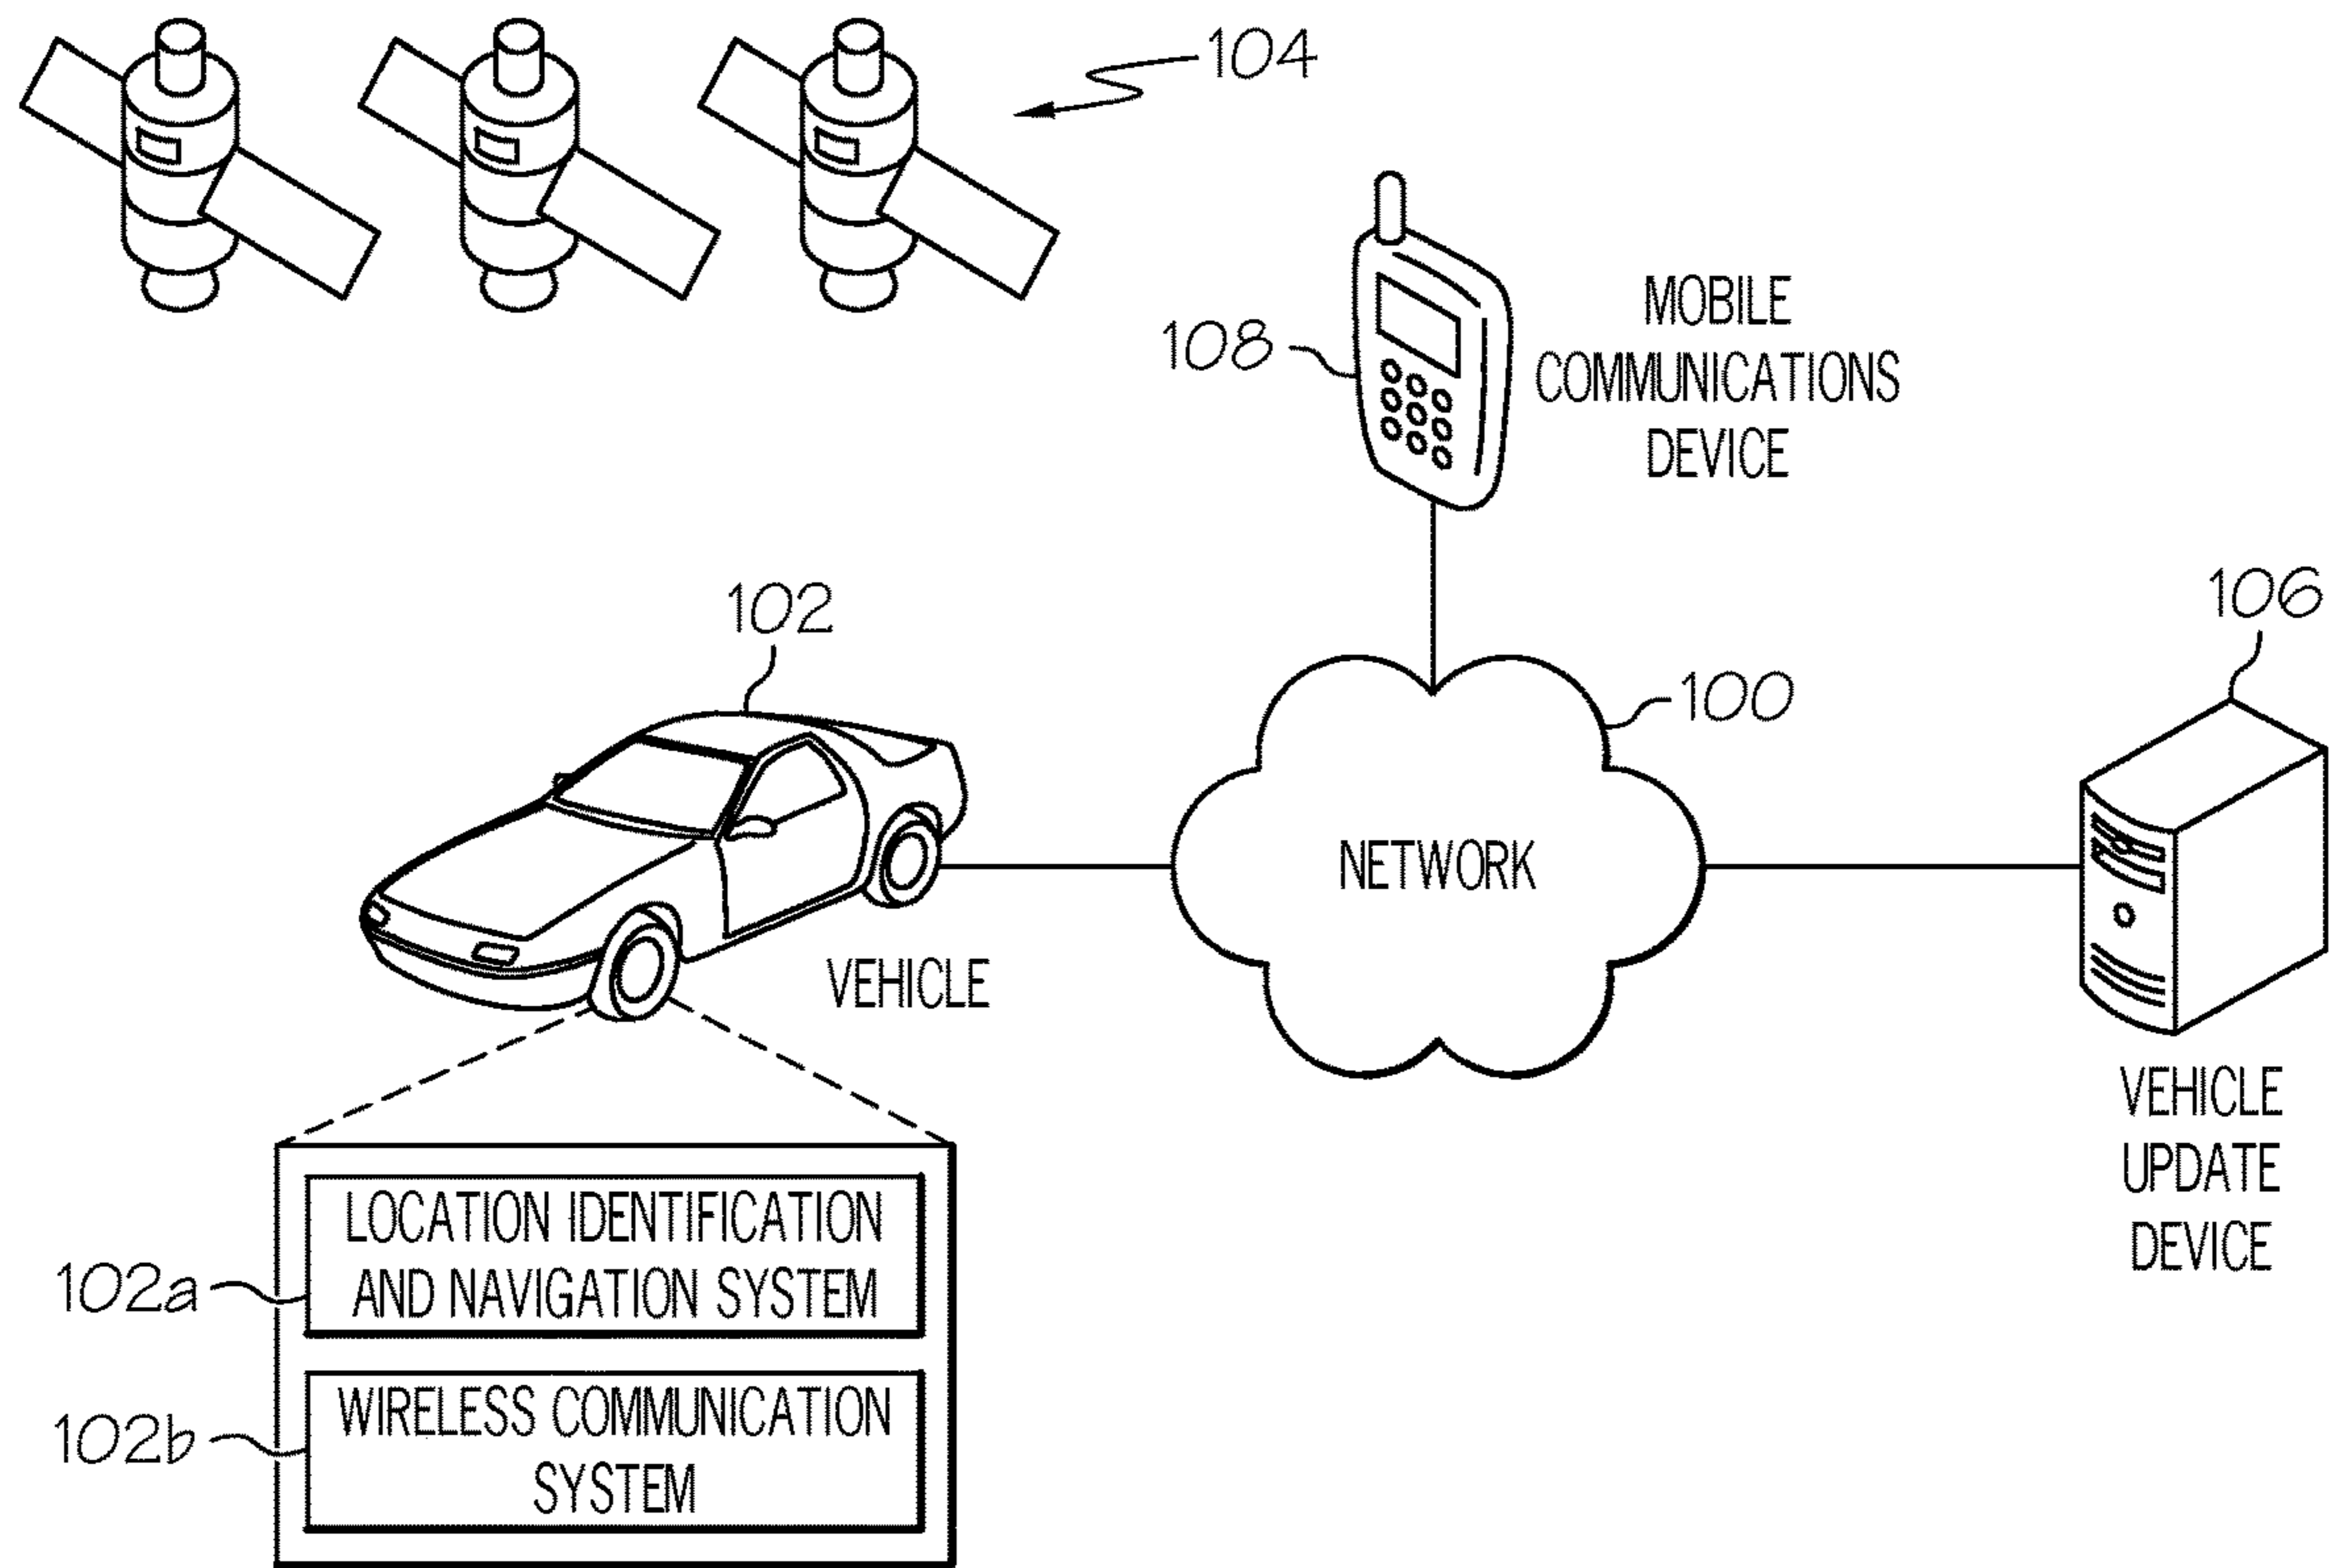 104
108
MOBILE
COMMUNICATIONS
DEVICE
102
106
100
NETWORK
VEHICLE
VEHICLE
UPDATE
DEVICE
LOCATION IDENTIFICATION
AND NAVIGATION SYSTEM
102a
WIRELESS COMMUNICATION
SYSTEM
102b